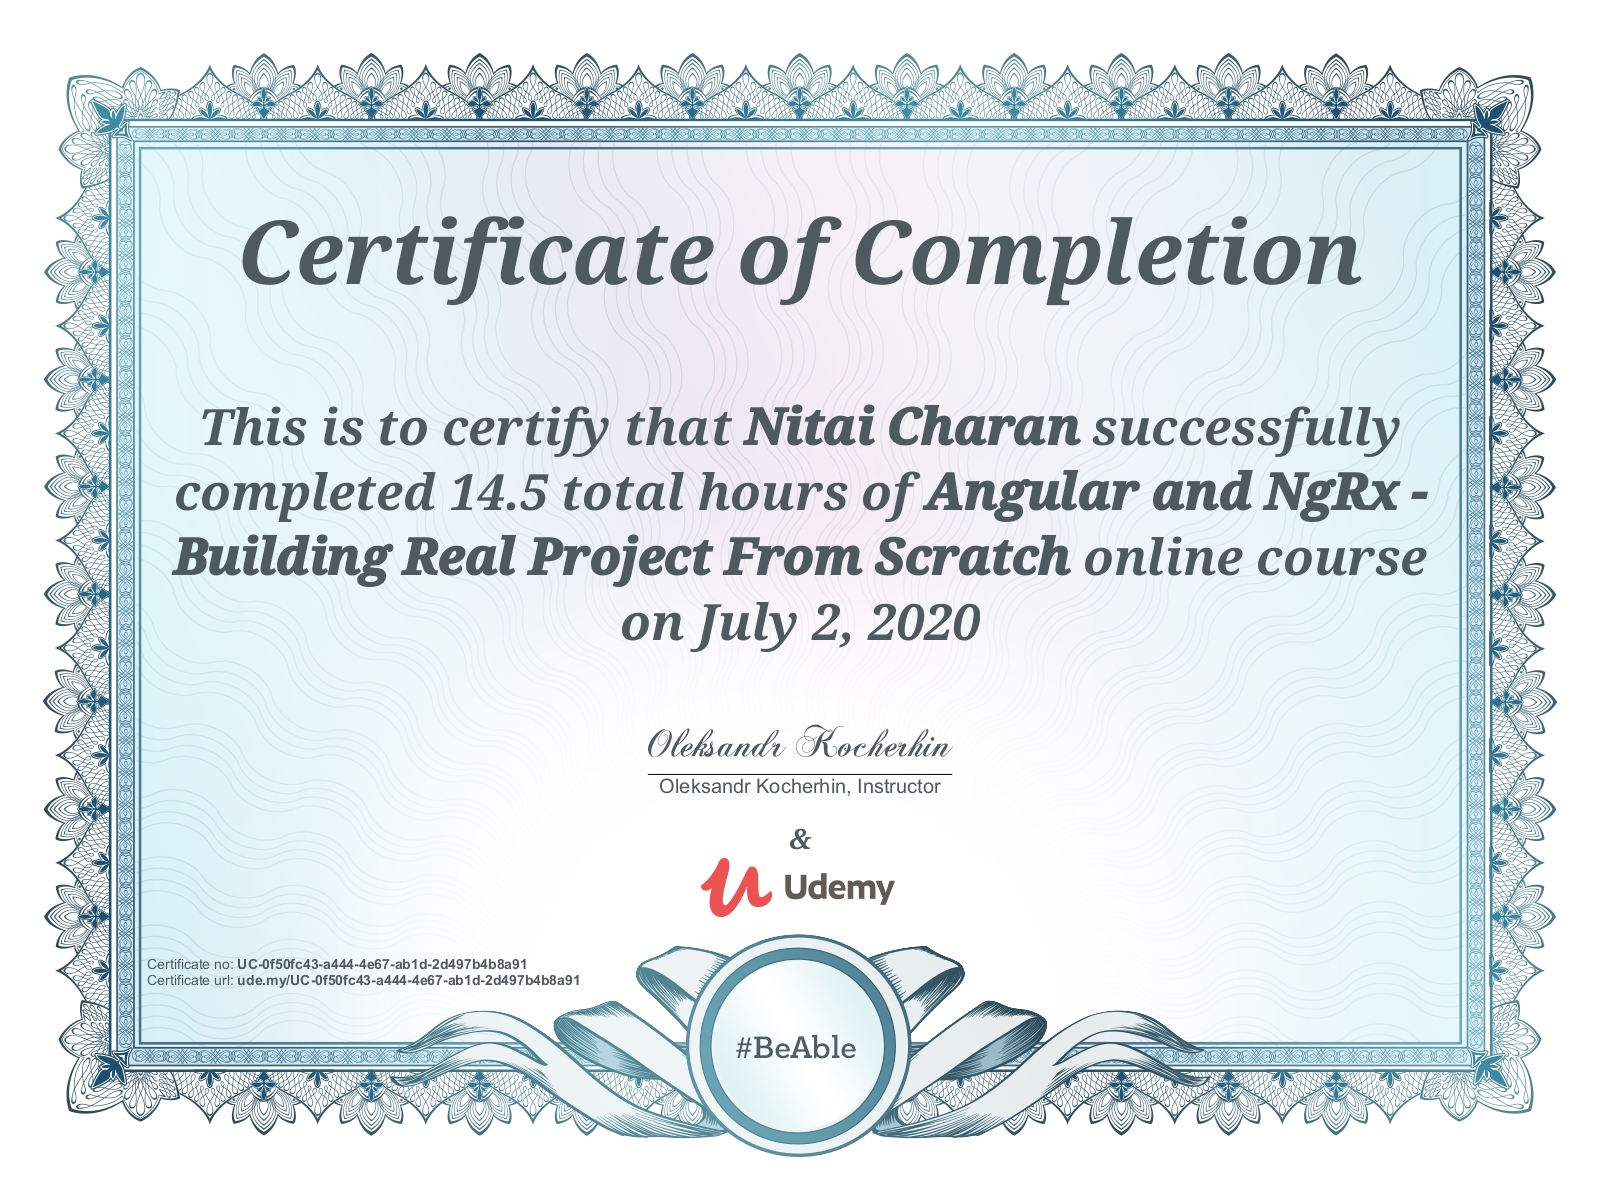 Certificate of Completion
This is to certify that Nitai Charan successfully
completed 14.5 total hours of Angular and NgRx -
Building Real Project From Scratch online course
on July 2, 2020
Oleksandr Kocherhin
Oleksandr Kocherhin, Instructor
&
Udemy
Certificate no: UC-0f50fc43-a444-4e67-ab1d-2d497b4b8a91
Certificate url: ude.my/UC-0f50fc43-a444-4e67-ab1d-2d497b4b8a91
#BeAble